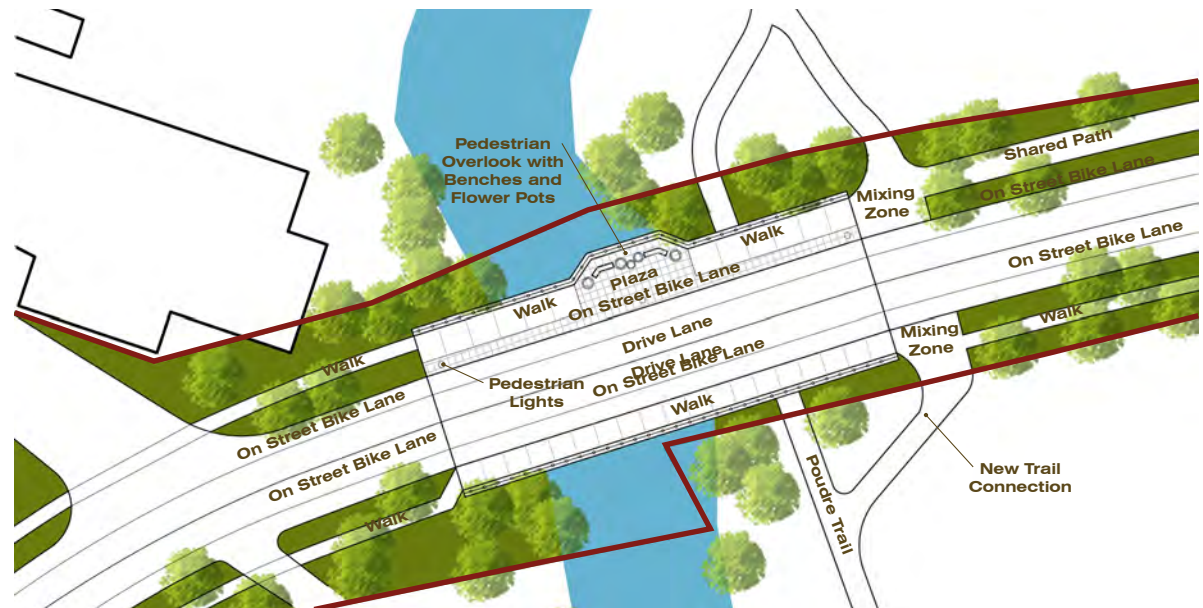 Pedestrian
Overlook with
Benches and
Flower Pots
Shared Path
On Street Bike Lane
Mixing
Zone
Walk
On Street Bike Lane
Plaza
On Street Bike Lane
Walk
Drive Lane
Drive Lane
On Street Bike Lane
Mixing
Zone
Walk
Walk
Pedestrian
Lights
Walk
On Street Bike Lane
On Street Bike Lane
Walk
Poudre Trail
New Trail
Connection